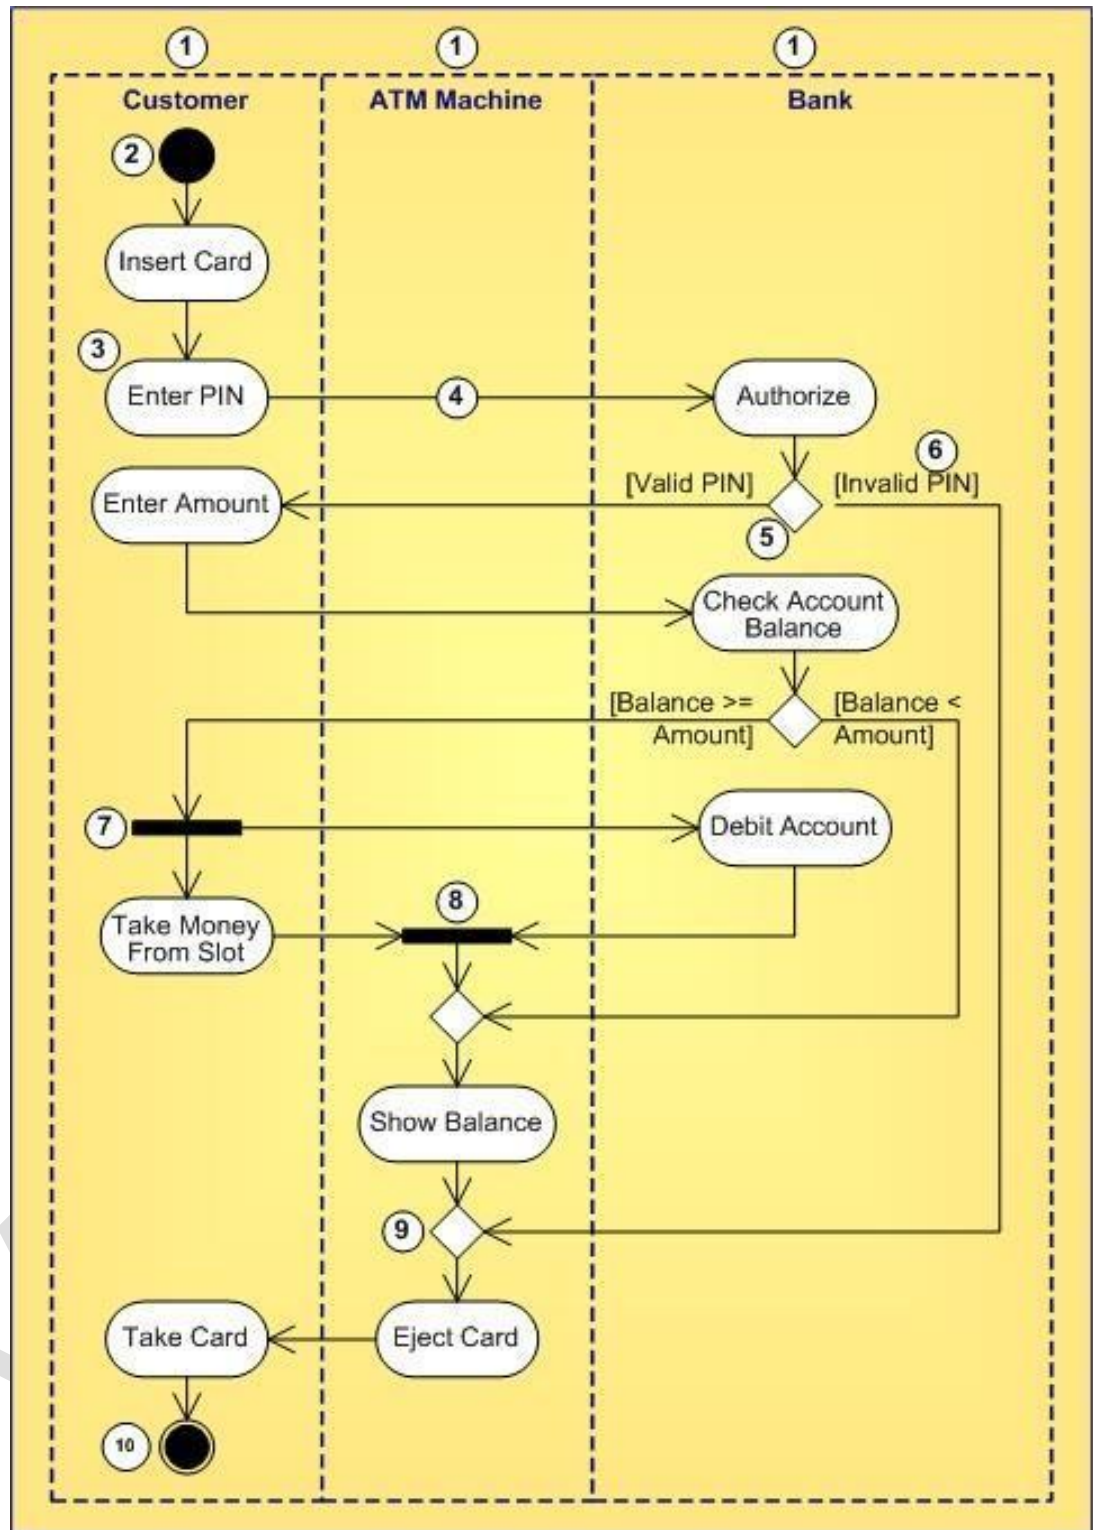 1
1
1
Customer
ATM Machine
Bank
2
Insert Card
3
Enter PIN
4
Authorize
6
[Valid PIN]
[Invalid PIN]
Enter Amount
5
Check Account
Balance
[Balance >=
Amount]
[Balance <
Amount]
7
Debit Account
8
Take Money
From Slot
Show Balance
9
Take Card
Eject Card
10